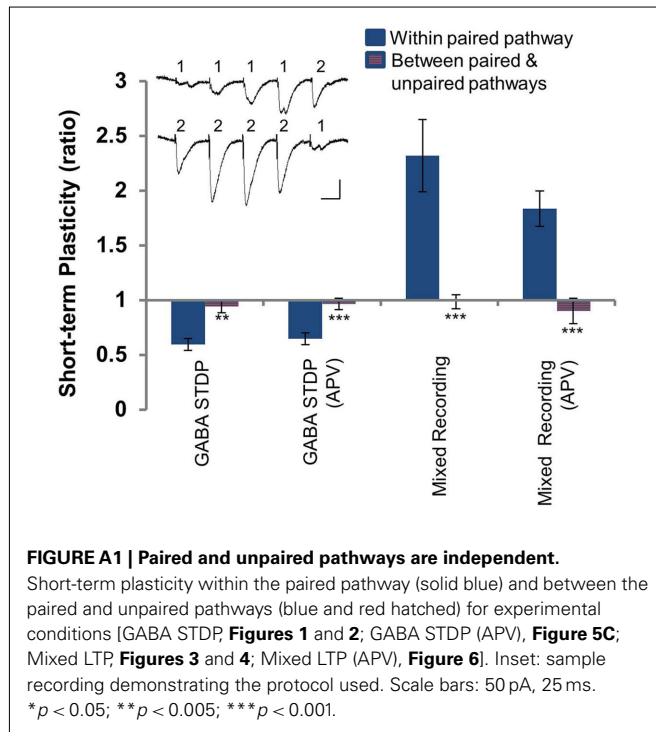 Within paired pathway
Between paired &
unpaired pathways
Short-term Plasticity (ratio)
3
2.5
2
1.5
1
0.5
0
1 1 1 1 2
2 2 2 2 1
**
***
***
***
GABA STDP
GABA STDP
(APV)
Mixed Recording
Mixed Recording
(APV)
FIGURE A1 | Paired and unpaired pathways are independent.
Short-term plasticity within the paired pathway (solid blue) and between the
paired and unpaired pathways (blue and red hatched) for experimental
conditions [GABA STDP, Figures 1 and 2; GABA STDP (APV), Figure 5C;
Mixed LTP, Figures 3 and 4; Mixed LTP (APV), Figure 6]. Inset: sample
recording demonstrating the protocol used. Scale bars: 50 pA, 25 ms.
*p < 0.05; **p < 0.005; ***p < 0.001.